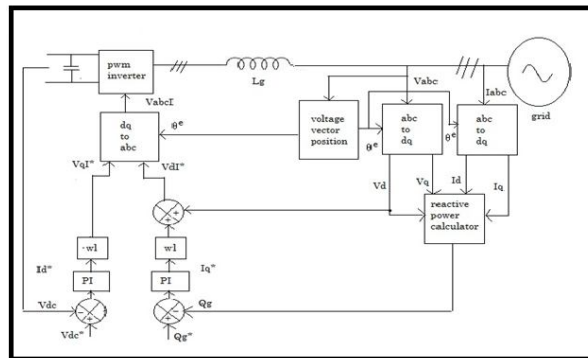 pwm
inverter
Lg
Vabc
Iabc
grid
VabcI
dq
to
abc
θe
voltage
vector
position
θe
abc
to
dq
θe
abc
to
dq
VqI*
VdI*
Vd
Vq
Id
Iq
reactive
power
calculator
+
+
-wl
wl
Id*
Iq*
PI
PI
Vdc
Qg
-
+
-
+
Vdc*
Qg*